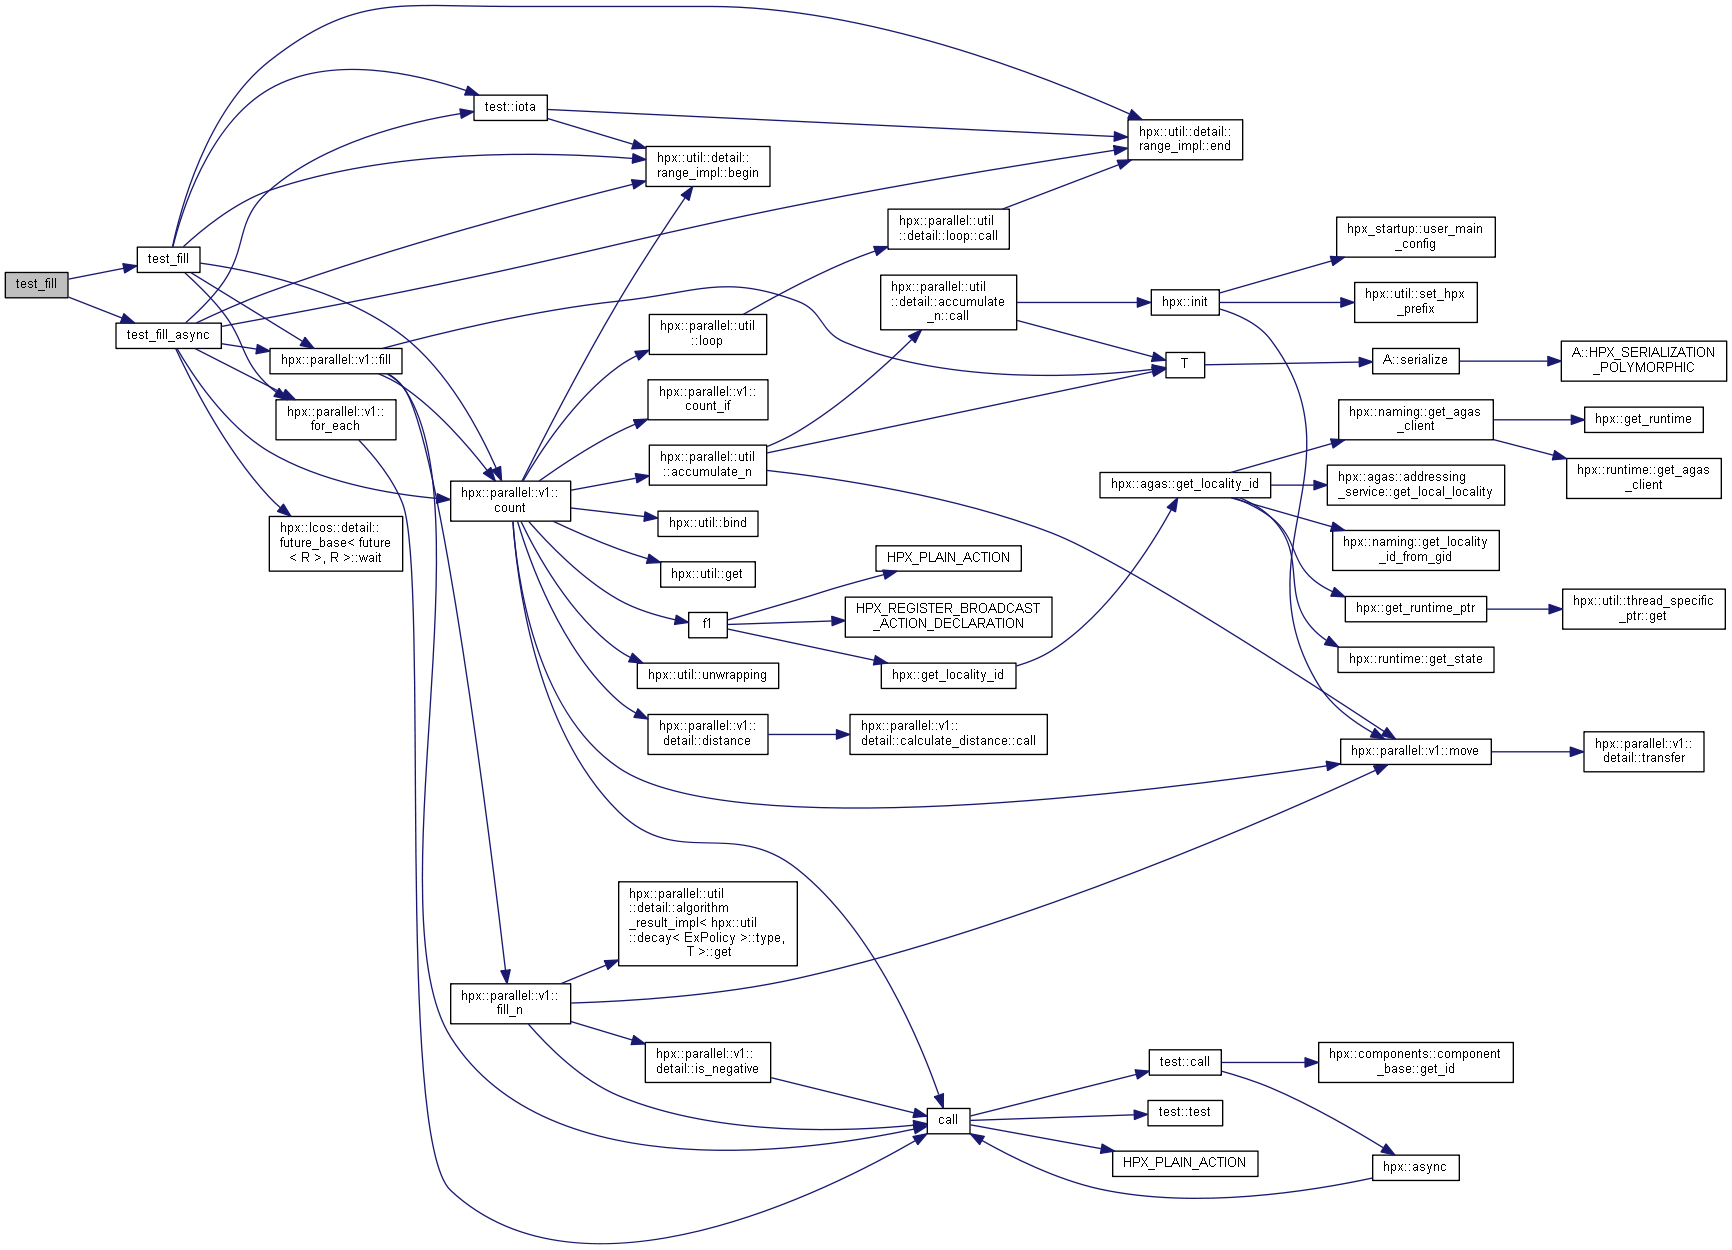 test_fill
test_fill
test_fill_async
test::iota
hpx::util::detail::
range_impl::begin
hpx::util::detail::
range_impl::end
hpx::parallel::v1::fill
hpx::parallel::v1::
for_each
hpx::lcos::detail::
future_base< future
< R >, R >::wait
hpx::parallel::v1::
count
hpx::parallel::util
::loop
hpx::parallel::v1::
count_if
hpx::parallel::util
::accumulate_n
hpx::util::bind
hpx::util::get
f1
hpx::util::unwrapping
hpx::parallel::v1::
detail::distance
hpx::parallel::util
::detail::loop::call
hpx::parallel::util
::detail::accumulate
_n::call
HPX_PLAIN_ACTION
HPX_REGISTER_BROADCAST
_ACTION_DECLARATION
hpx::get_locality_id
hpx::parallel::v1::
detail::calculate_distance::call
hpx::init
T
hpx_startup::user_main
_config
hpx::util::set_hpx
_prefix
A::serialize
A::HPX_SERIALIZATION
_POLYMORPHIC
hpx::agas::get_locality_id
hpx::naming::get_agas
_client
hpx::get_runtime
hpx::runtime::get_agas
_client
hpx::agas::addressing
_service::get_local_locality
hpx::naming::get_locality
_id_from_gid
hpx::get_runtime_ptr
hpx::util::thread_specific
_ptr::get
hpx::runtime::get_state
hpx::parallel::v1::move
hpx::parallel::v1::
detail::transfer
hpx::parallel::util
::detail::algorithm
_result_impl< hpx::util
::decay< ExPolicy >::type,
T >::get
hpx::parallel::v1::
fill_n
hpx::parallel::v1::
detail::is_negative
call
test::call
test::test
HPX_PLAIN_ACTION
hpx::components::component
_base::get_id
hpx::async